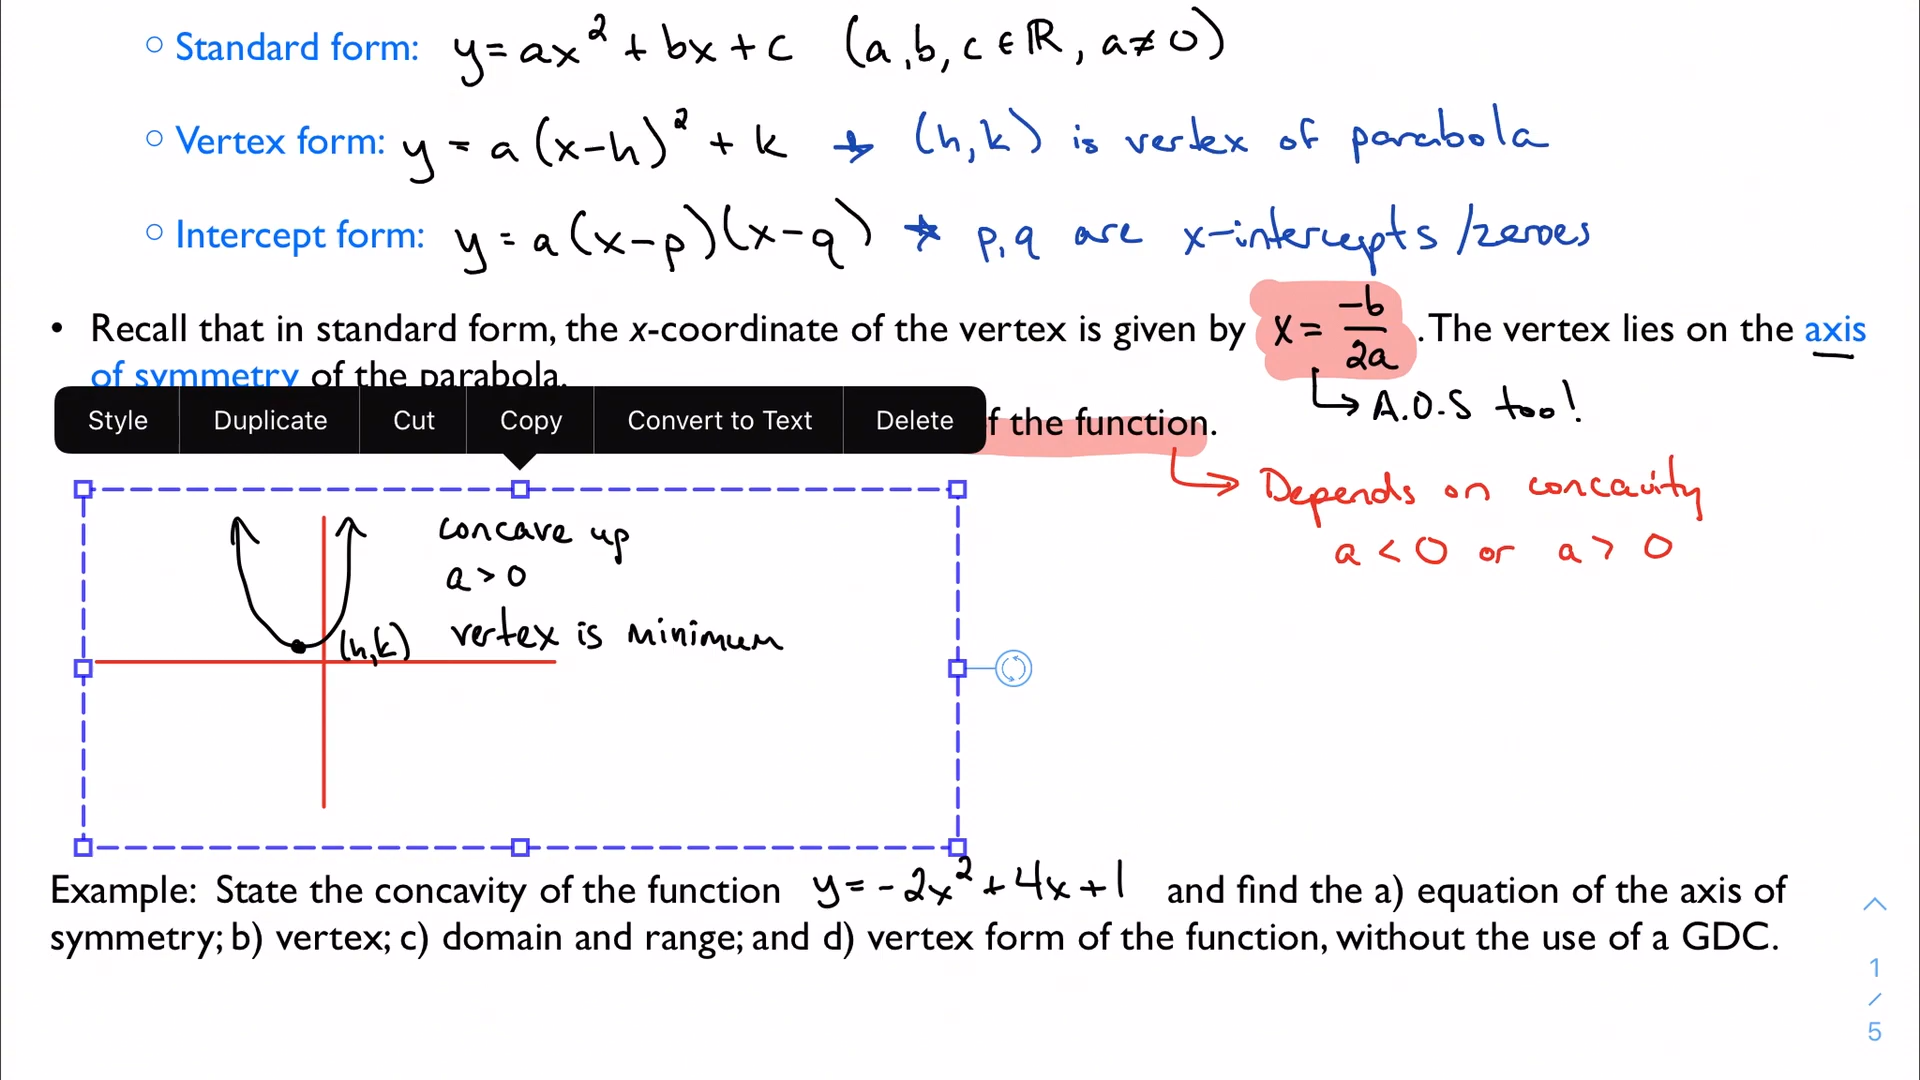 ○ Standard form: y = ax² + bx + c (a, b, c ∈ ℝ, a ≠ 0)
○ Vertex form: y = a(x-h)² + k → (h,k) is vertex of parabola
○ Intercept form: y = a(x-p)(x-q) → p, q are x-intercepts/zeroes
• Recall that in standard form, the x-coordinate of the vertex is given by x = -b/2a. The vertex lies on the axis
of symmetry of the parabola.
↳ A.O.S too!
Style Duplicate Cut Copy Convert to Text Delete
f the function.
↳ Depends on concavity
a < 0 or a > 0
concave up
a > 0
vertex is minimum
(h,k)
Example: State the concavity of the function y = -2x² + 4x + 1 and find the a) equation of the axis of
symmetry; b) vertex; c) domain and range; and d) vertex form of the function, without the use of a GDC.
1
/
5